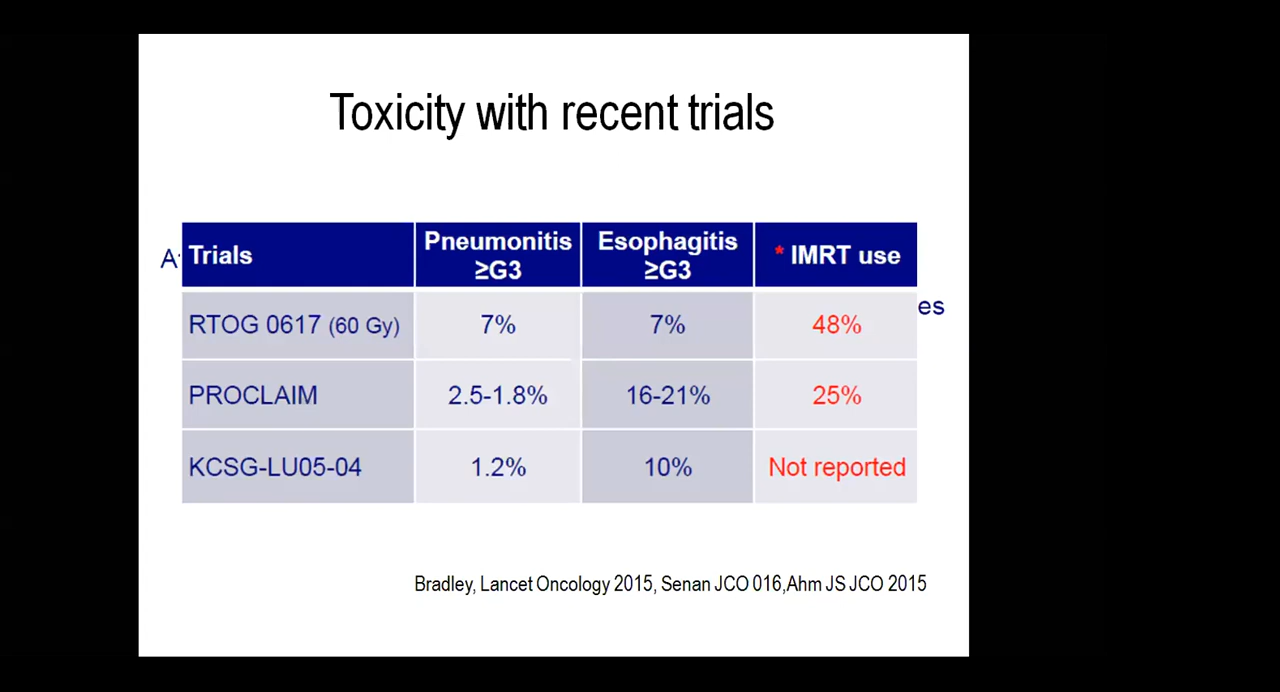 Toxicity with recent trials
Trials
Pneumonitis ≥G3
Esophagitis ≥G3
* IMRT use
RTOG 0617 (60 Gy) 7% 7% 48%
PROCLAIM 2.5-1.8% 16-21% 25%
KCSG-LU05-04 1.2% 10% Not reported
Bradley, Lancet Oncology 2015, Senan JCO 016,Ahm JS JCO 2015